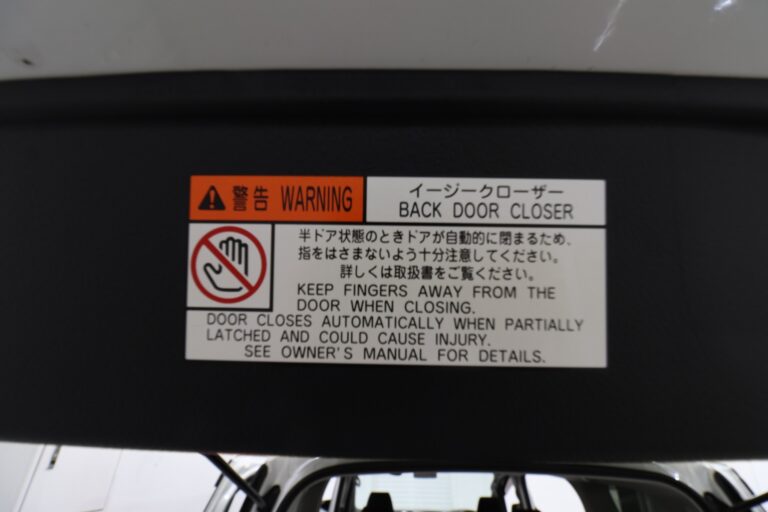 警告 WARNING
イージークローザー
BACK DOOR CLOSER
半ドア状態のときドアが自動的に閉まるため、
指をはさまないよう十分注意してください。
詳しくは取扱書をご覧ください。
KEEP FINGERS AWAY FROM THE
DOOR WHEN CLOSING.
DOOR CLOSES AUTOMATICALLY WHEN PARTIALLY
LATCHED AND COULD CAUSE INJURY.
SEE OWNER'S MANUAL FOR DETAILS.